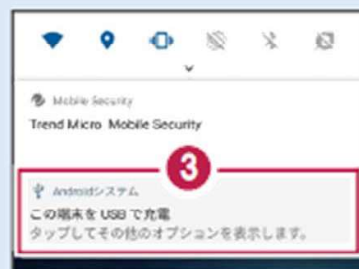 Mobile Security
Trend Micro Mobile Security
3
Androidシステム
この端末を USB で充電
タップしてその他のオプションを表示します。